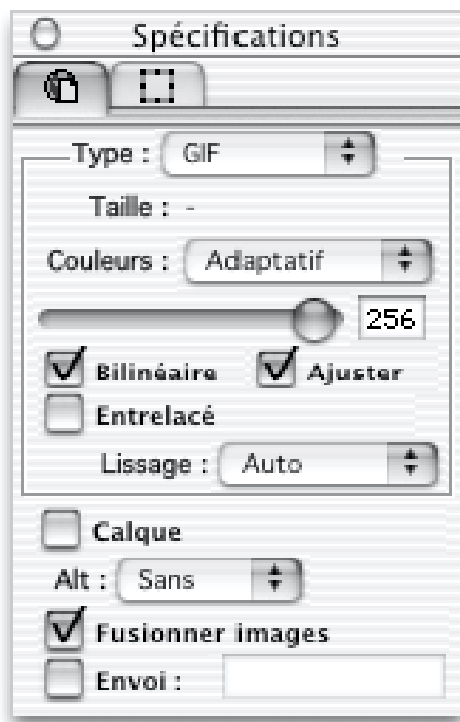 Spécifications
Type : GIF
Taille : -
Couleurs : Adaptatif
256
Bilinéaire Ajuster
Entrelacé
Lissage : Auto
Calque
Alt : Sans
Fusionner images
Envoi :